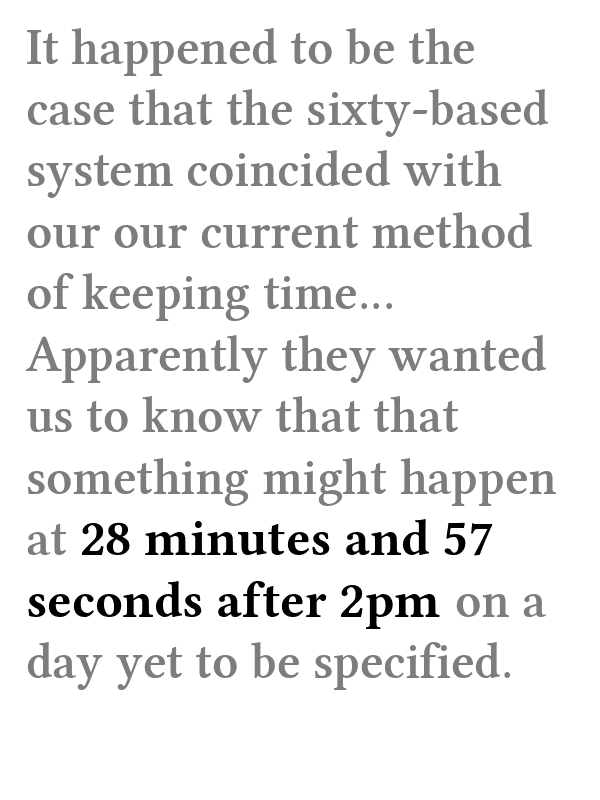 It happened to be the
case that the sixty-based
system coincided with
our our current method
of keeping time...
Apparently they wanted
us to know that that
something might happen
at 28 minutes and 57
seconds after 2pm on a
day yet to be specified.